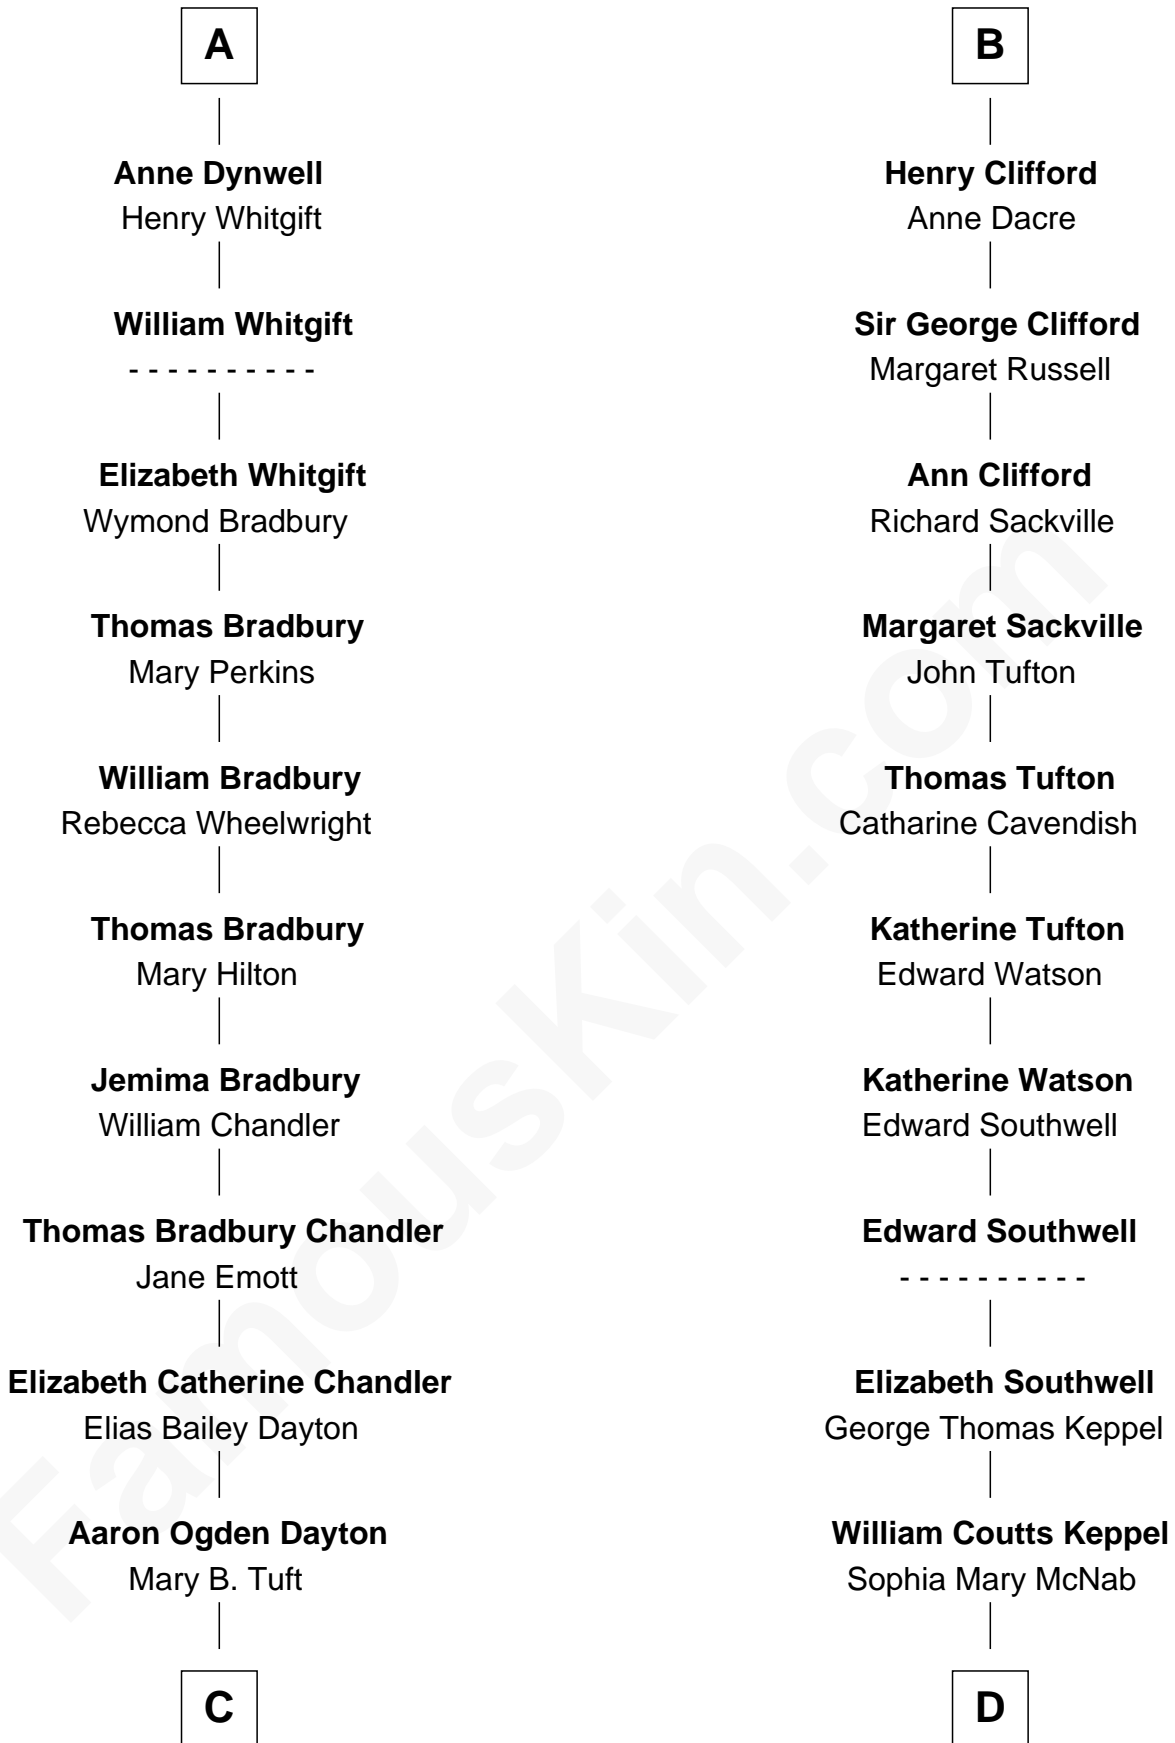 A
Anne Dynwell
Henry Whitgift
William Whitgift
- - - - - - - - - -
Elizabeth Whitgift
Wymond Bradbury
Thomas Bradbury
Mary Perkins
William Bradbury
Rebecca Wheelwright
Thomas Bradbury
Mary Hilton
Jemima Bradbury
William Chandler
Thomas Bradbury Chandler
Jane Emott
Elizabeth Catherine Chandler
Elias Bailey Dayton
Aaron Ogden Dayton
Mary B. Tuft
C
B
Henry Clifford
Anne Dacre
Sir George Clifford
Margaret Russell
Ann Clifford
Richard Sackville
Margaret Sackville
John Tufton
Thomas Tufton
Catharine Cavendish
Katherine Tufton
Edward Watson
Katherine Watson
Edward Southwell
Edward Southwell
- - - - - - - - - -
Elizabeth Southwell
George Thomas Keppel
William Coutts Keppel
Sophia Mary McNab
D
FamousKin.com